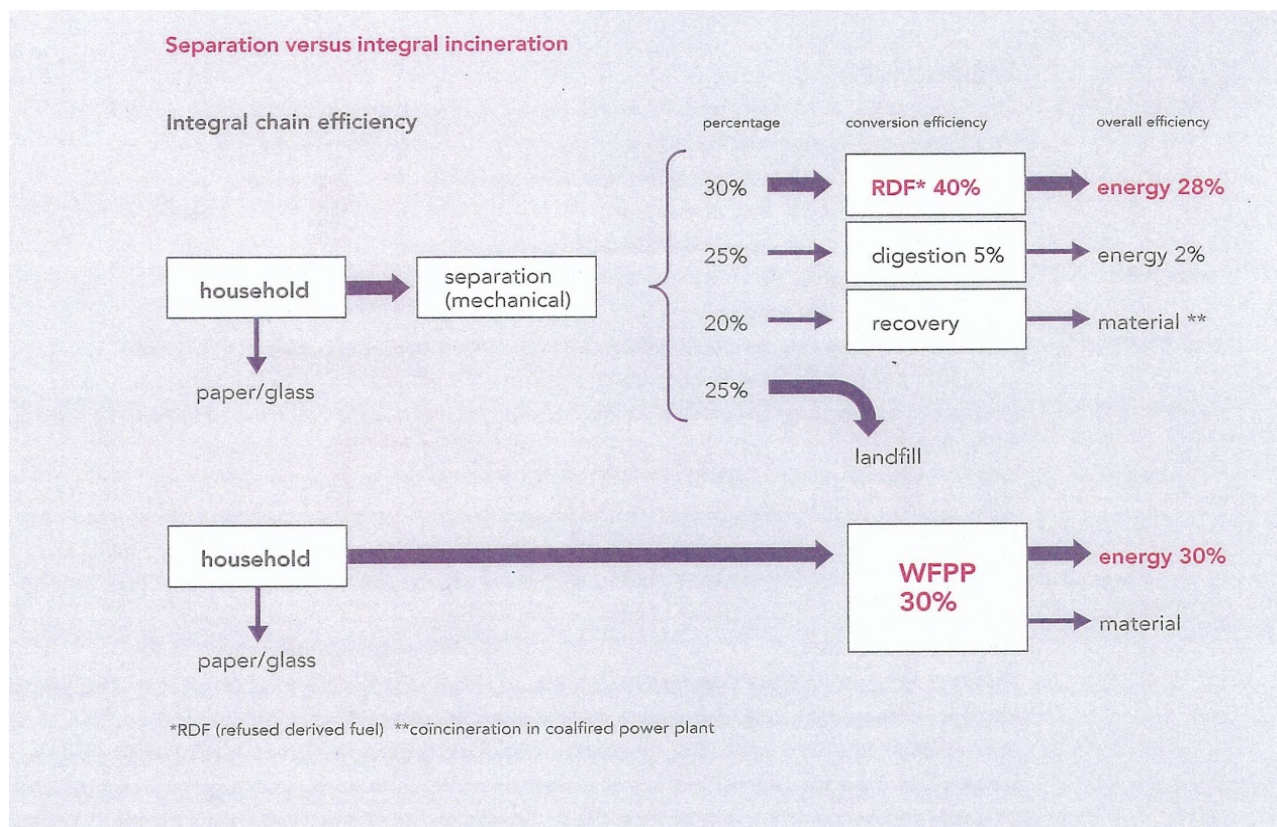 Separation versus integral incineration
Integral chain efficiency
percentage
conversion efficiency
overall efficiency
30%
RDF* 40%
energy 28%
25%
digestion 5%
energy 2%
household
separation
(mechanical)
20%
recovery
material **
paper/glass
25%
landfill
household
WFPP
30%
energy 30%
material
paper/glass
*RDF (refused derived fuel) **coïncineration in coalfired power plant